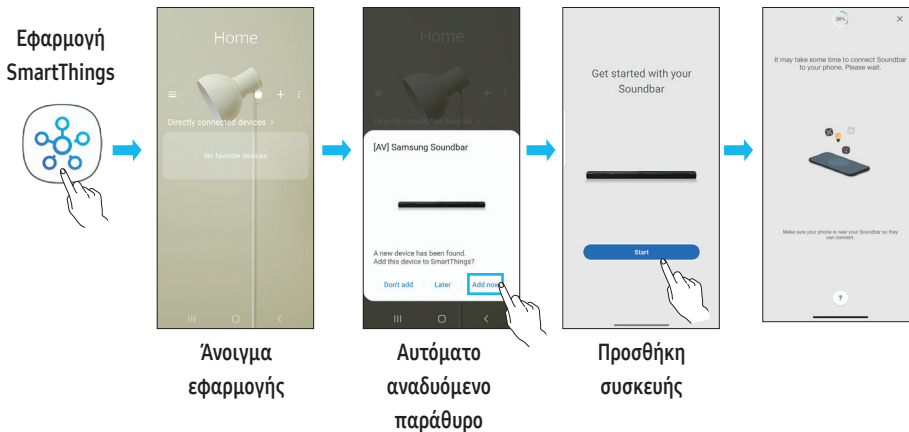 Εφαρμογή
SmartThings
Home
Directly connected devices >
No favorite devices
Άνοιγμα
εφαρμογής
Home
Directly connected devices >
[AV] Samsung Soundbar
A new device has been found.
Add this device to SmartThings?
Don't add
Later
Add now
Αυτόματο
αναδυόμενο
παράθυρο
Get started with your
Soundbar
Start
Προσθήκη
συσκευής
It may take some time to connect Soundbar
to your phone. Please wait.
Make sure your phone is near your Soundbar so they
can connect.
?